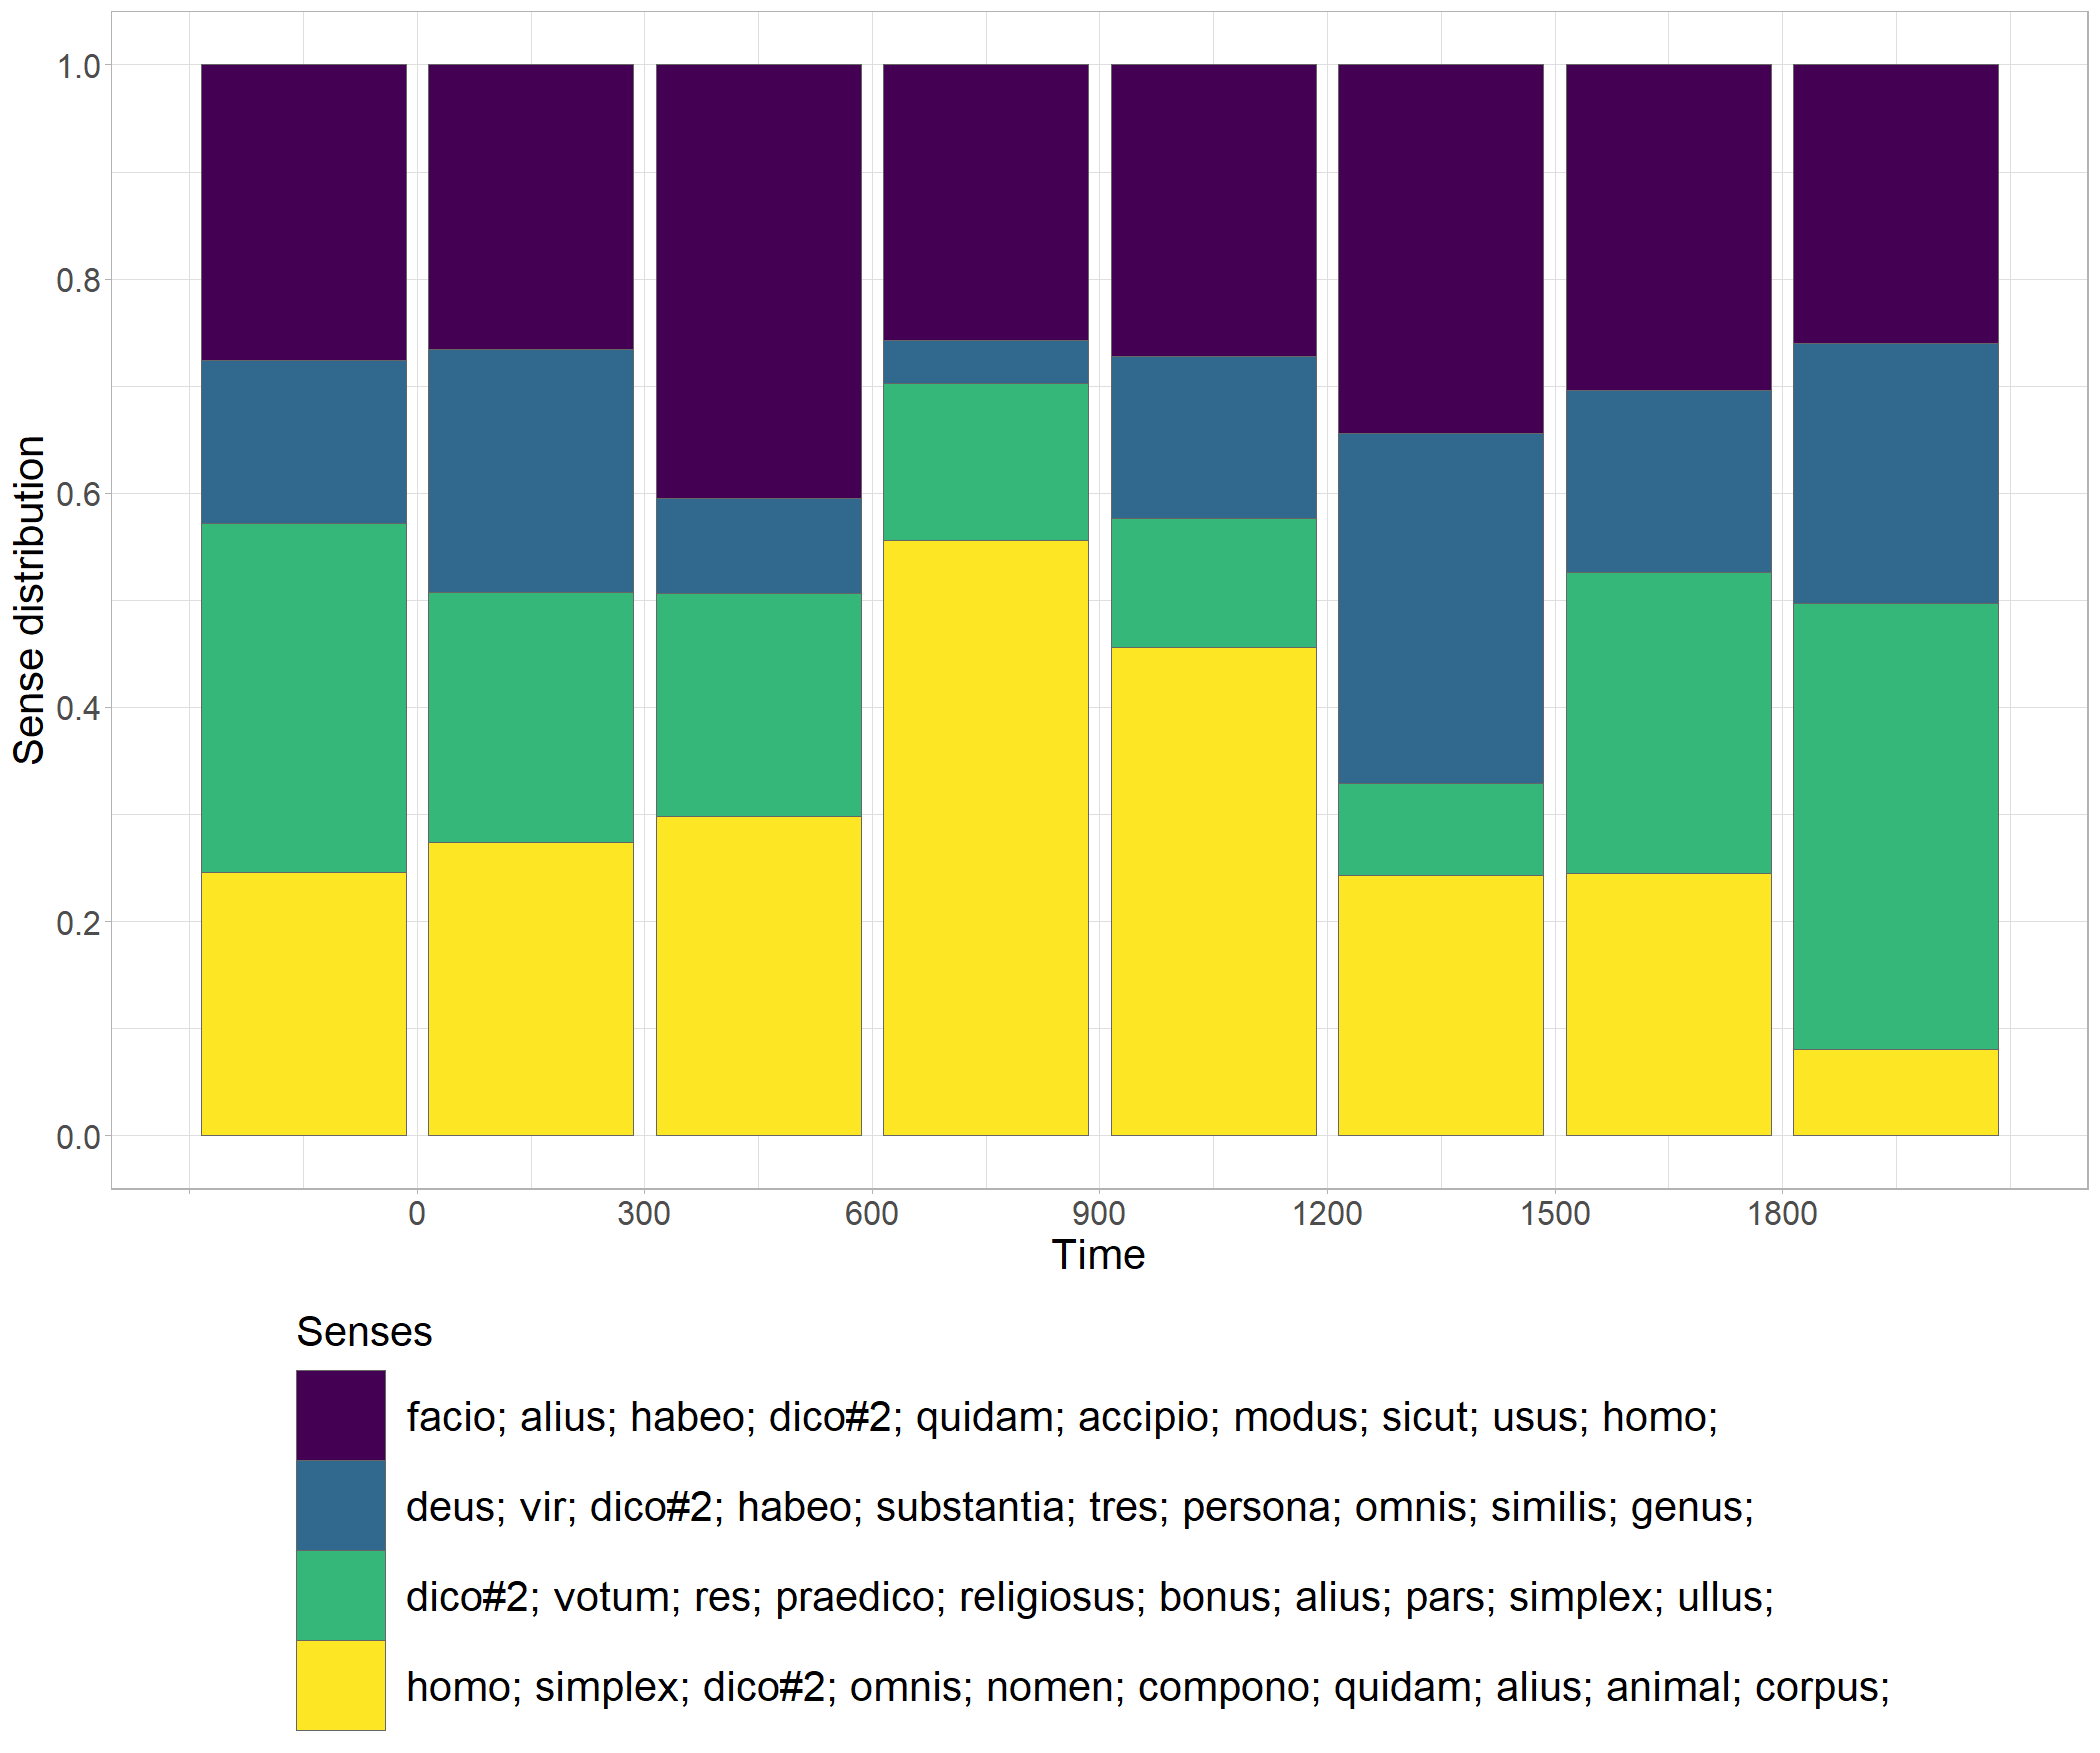 1.0
0.8
0.6
0.4
0.2
0.0
Sense distribution
0 300 600 900 1200 1500 1800
Time
Senses
facio; alius; habeo; dico#2; quidam; accipio; modus; sicut; usus; homo;
deus; vir; dico#2; habeo; substantia; tres; persona; omnis; similis; genus;
dico#2; votum; res; praedico; religiosus; bonus; alius; pars; simplex; ullus;
homo; simplex; dico#2; omnis; nomen; compono; quidam; alius; animal; corpus;